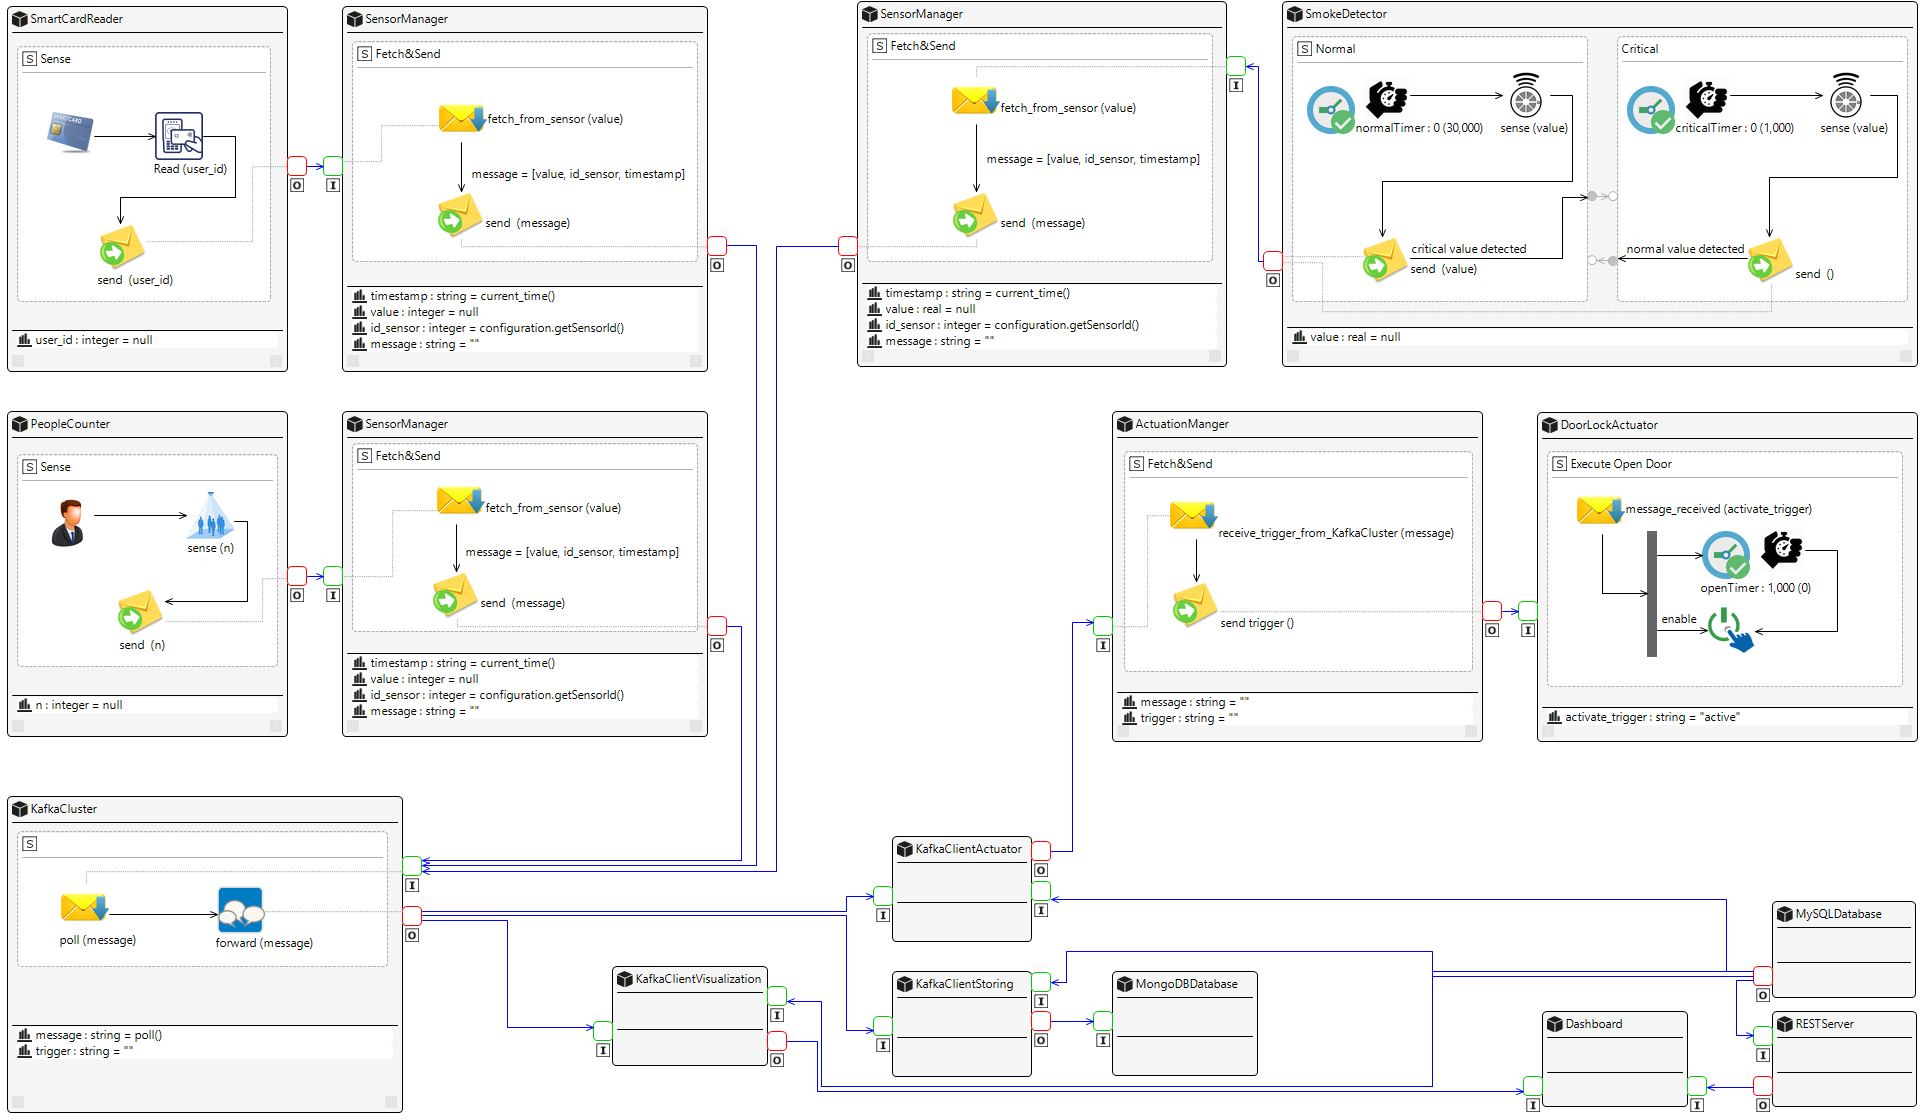 SmartCardReader
S Sense
SMARTCARD
Read (user_id)
send (user_id)
user_id : integer = null
O
I
SensorManager
S Fetch&Send
fetch_from_sensor (value)
message = [value, id_sensor, timestamp]
send (message)
timestamp : string = current_time()
value : integer = null
id_sensor : integer = configuration.getSensorId()
message : string = ""
O
SensorManager
S Fetch&Send
fetch_from_sensor (value)
message = [value, id_sensor, timestamp]
send (message)
timestamp : string = current_time()
value : real = null
id_sensor : integer = configuration.getSensorId()
message : string = ""
O
I
SmokeDetector
S Normal
normalTimer : 0 (30,000)
sense (value)
critical value detected
send (value)
Critical
criticalTimer : 0 (1,000)
sense (value)
normal value detected
send ()
value : real = null
O
PeopleCounter
S Sense
sense (n)
send (n)
n : integer = null
O
I
SensorManager
S Fetch&Send
fetch_from_sensor (value)
message = [value, id_sensor, timestamp]
send (message)
timestamp : string = current_time()
value : integer = null
id_sensor : integer = configuration.getSensorId()
message : string = ""
O
ActuationManger
S Fetch&Send
receive_trigger_from_KafkaCluster (message)
send trigger ()
message : string = ""
trigger : string = ""
I
O
I
DoorLockActuator
S Execute Open Door
message_received (activate_trigger)
openTimer : 1,000 (0)
enable
activate_trigger : string = "active"
KafkaCluster
S
poll (message)
forward (message)
message : string = poll()
trigger : string = ""
I
O
KafkaClientActuator
I
O
I
KafkaClientVisualization
I
I
O
KafkaClientStoring
I
I
O
MongoDBDatabase
I
MySQLDatabase
O
Dashboard
I
I
RESTServer
I
O